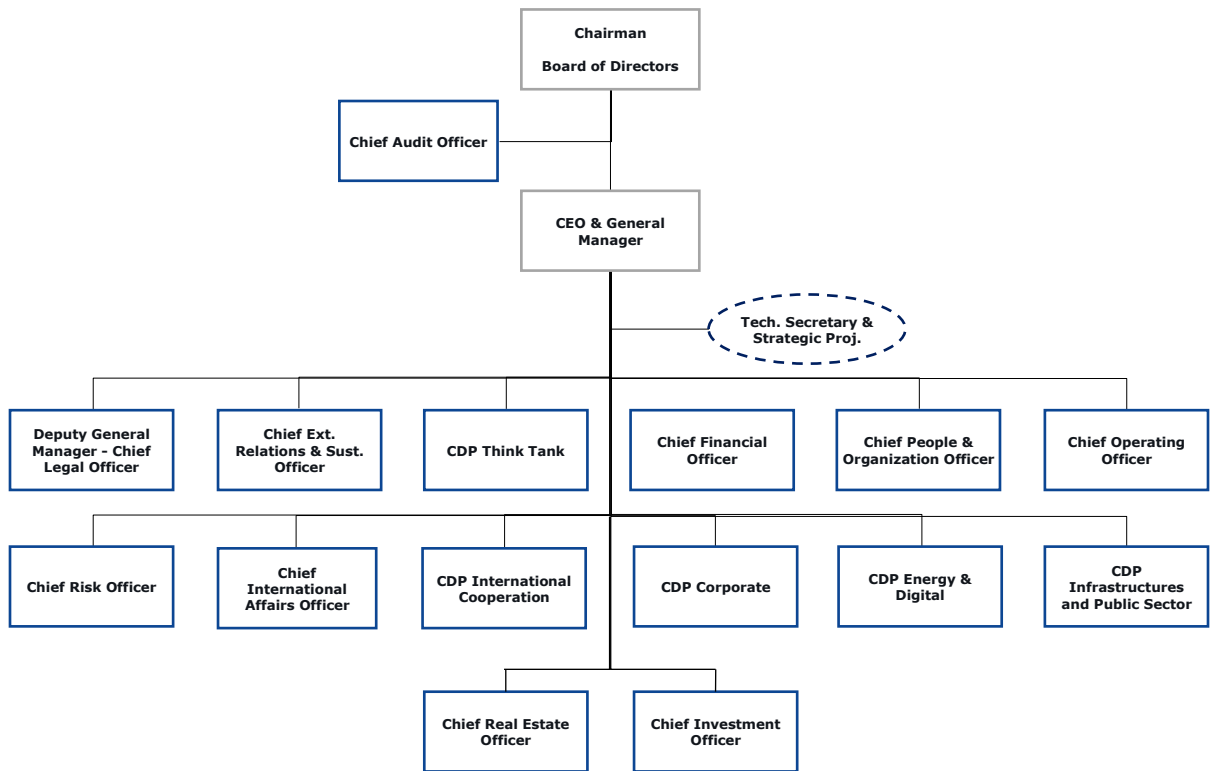 Chairman
Board of Directors
Chief Audit Officer
CEO & General
Manager
Tech. Secretary &
Strategic Proj.
Deputy General
Manager - Chief
Legal Officer
Chief Ext.
Relations & Sust.
Officer
CDP Think Tank
Chief Financial
Officer
Chief People &
Organization Officer
Chief Operating
Officer
Chief Risk Officer
Chief
International
Affairs Officer
CDP International
Cooperation
CDP Corporate
CDP Energy &
Digital
CDP
Infrastructures
and Public Sector
Chief Real Estate
Officer
Chief Investment
Officer